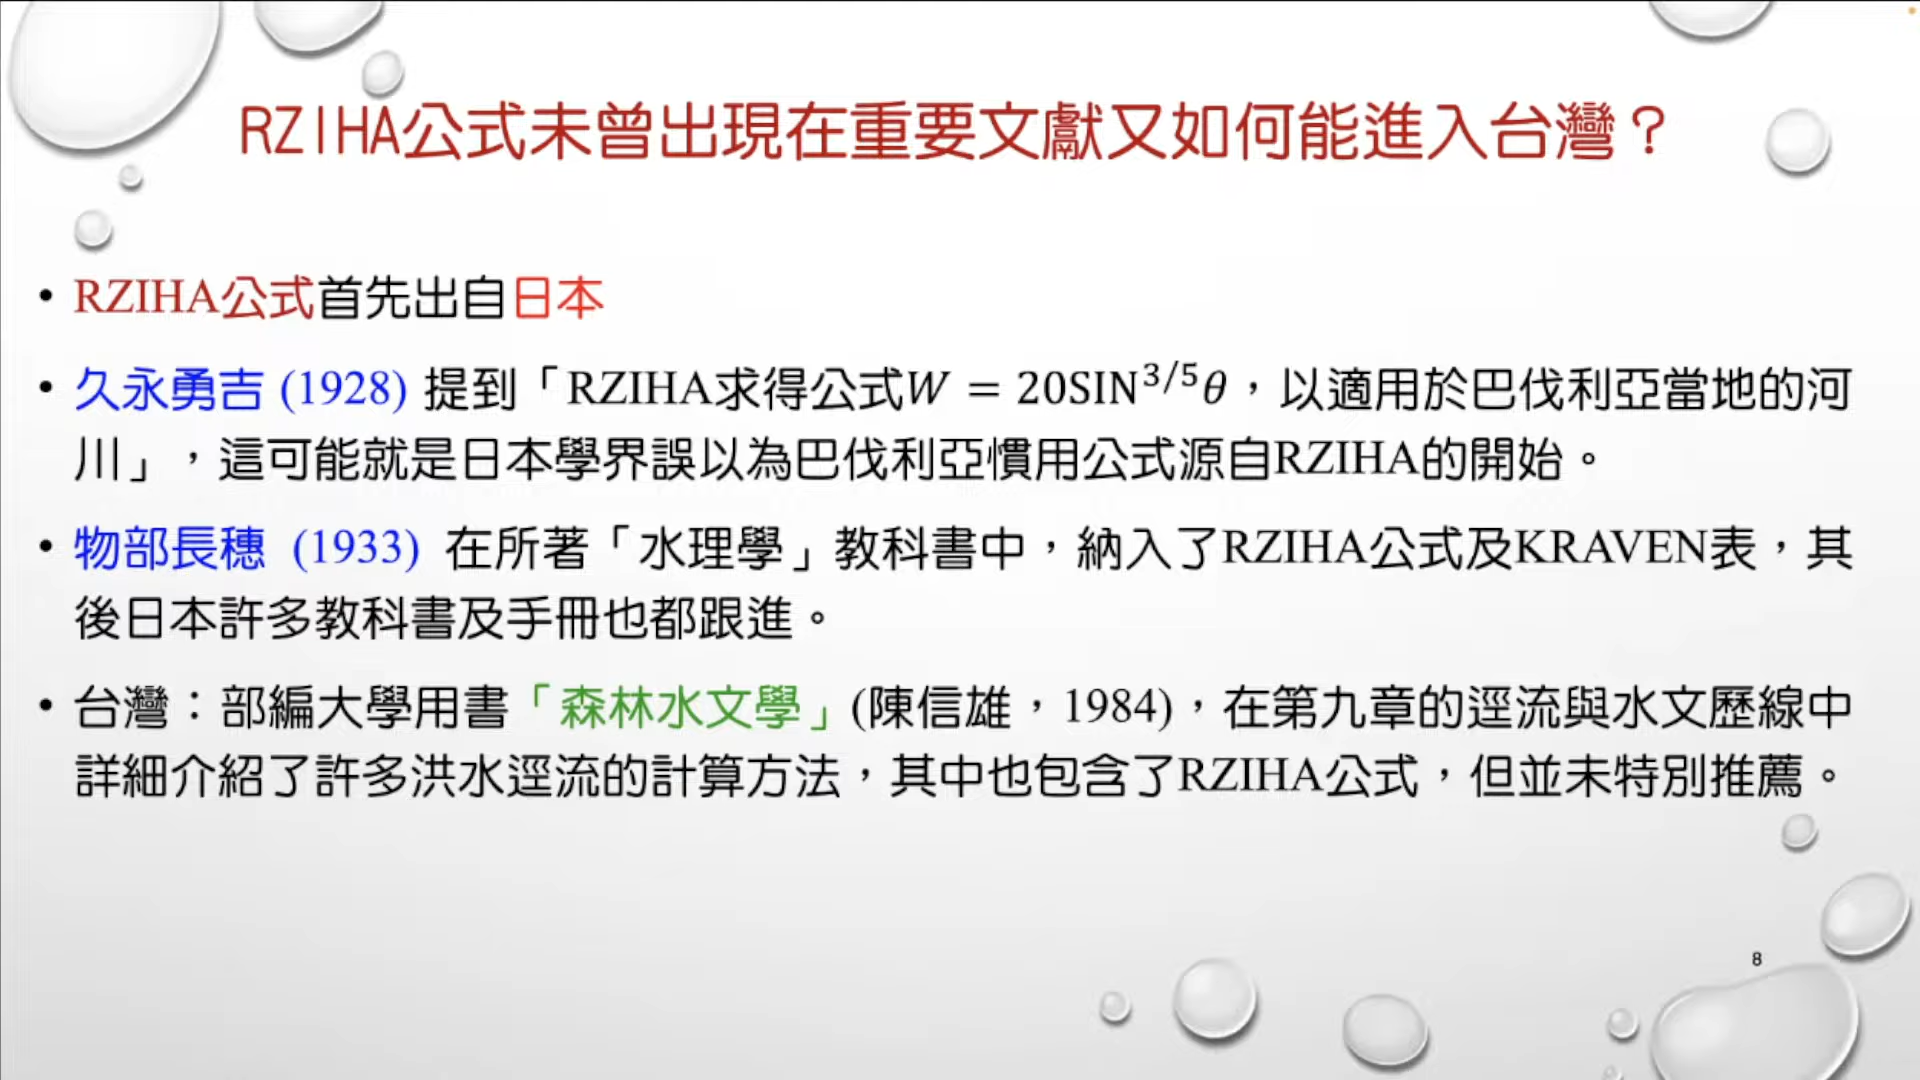 RZIHA公式未曾出現在重要文獻又如何能進入台灣？
• RZIHA公式首先出自日本
• 久永勇吉 (1928) 提到「RZIHA求得公式W = 20SIN^{3/5}θ，以適用於巴伐利亞當地的河
川」，這可能就是日本學界誤以為巴伐利亞慣用公式源自RZIHA的開始。
• 物部長穗 (1933) 在所著「水理學」教科書中，納入了RZIHA公式及KRAVEN表，其
後日本許多教科書及手冊也都跟進。
• 台灣：部編大學用書「森林水文學」(陳信雄，1984)，在第九章的逕流與水文歷線中
詳細介紹了許多洪水逕流的計算方法，其中也包含了RZIHA公式，但並未特別推薦。
8